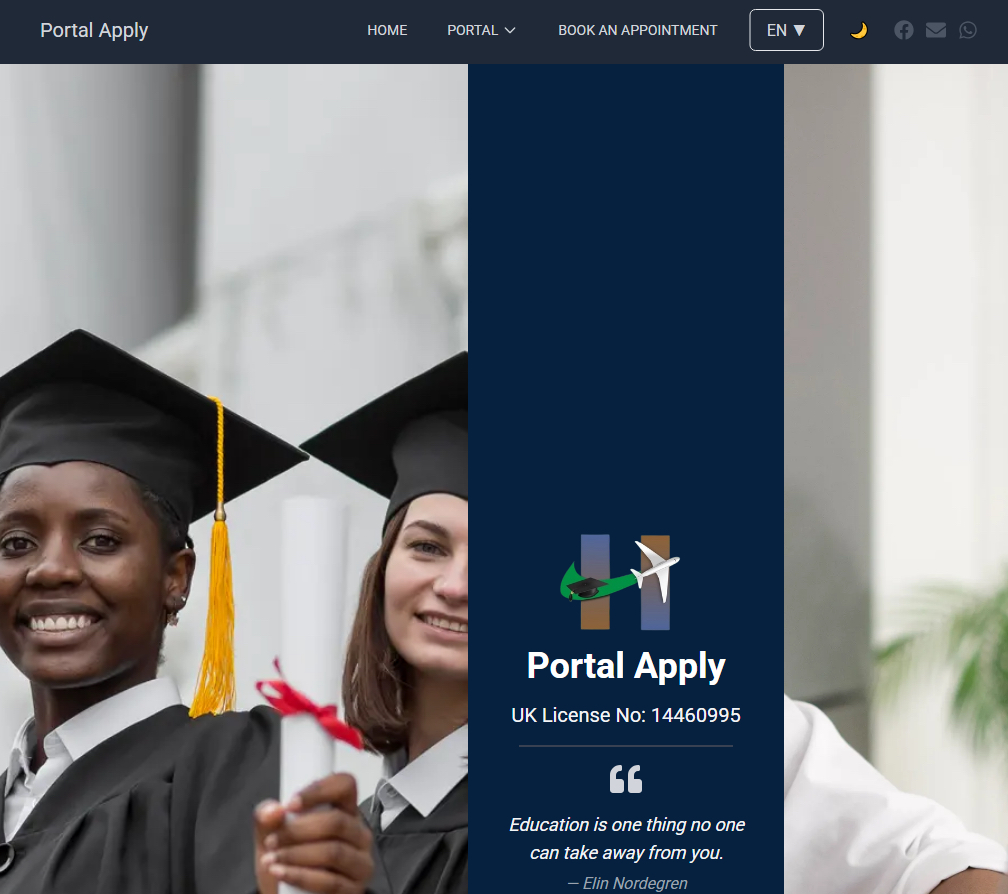 Portal Apply
HOME
PORTAL
BOOK AN APPOINTMENT
EN ▼
Portal Apply
UK License No: 14460995
Education is one thing no one
can take away from you.
— Elin Nordegren